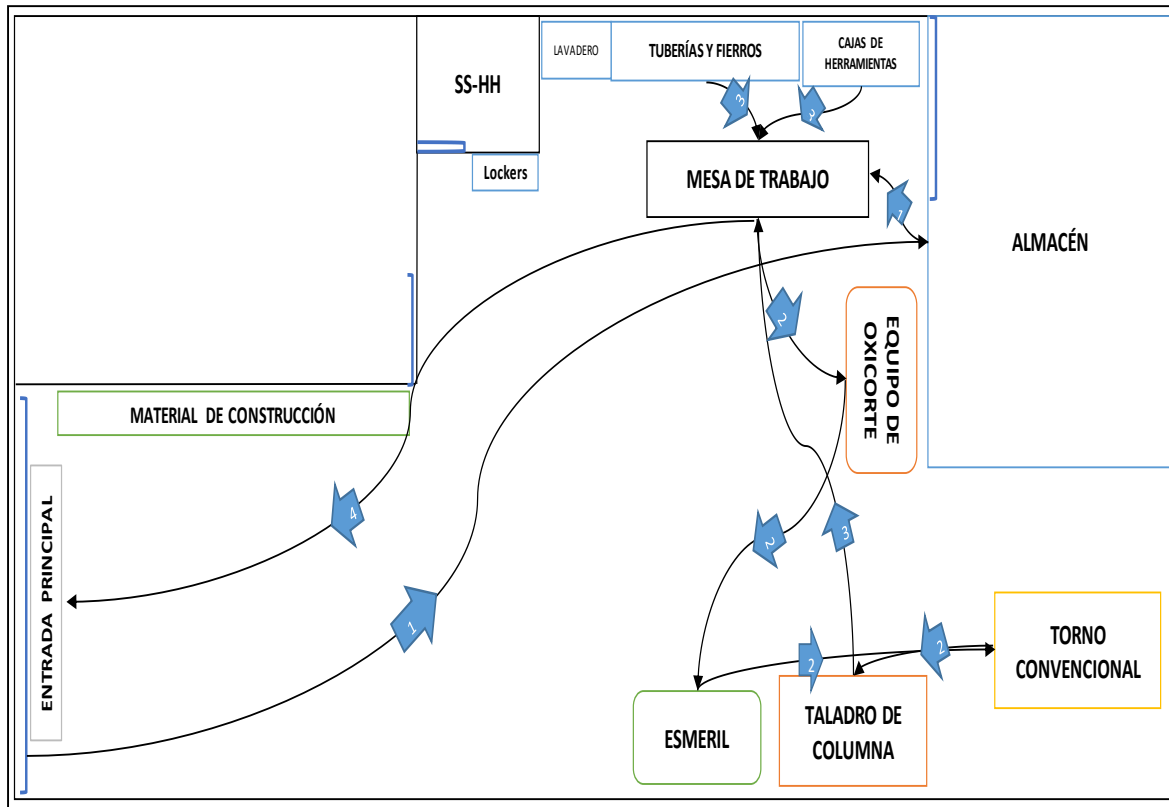 SS-HH
LAVADERO
TUBERÍAS Y FIERROS
CAJAS DE
HERRAMIENTAS
3
2
Lockers
MESA DE TRABAJO
1
ALMACÉN
2
EQUIPO DE
OXICORTE
MATERIAL DE CONSTRUCCIÓN
ENTRADA PRINCIPAL
4
2
3
1
2
2
TORNO
CONVENCIONAL
ESMERIL
TALADRO DE
COLUMNA